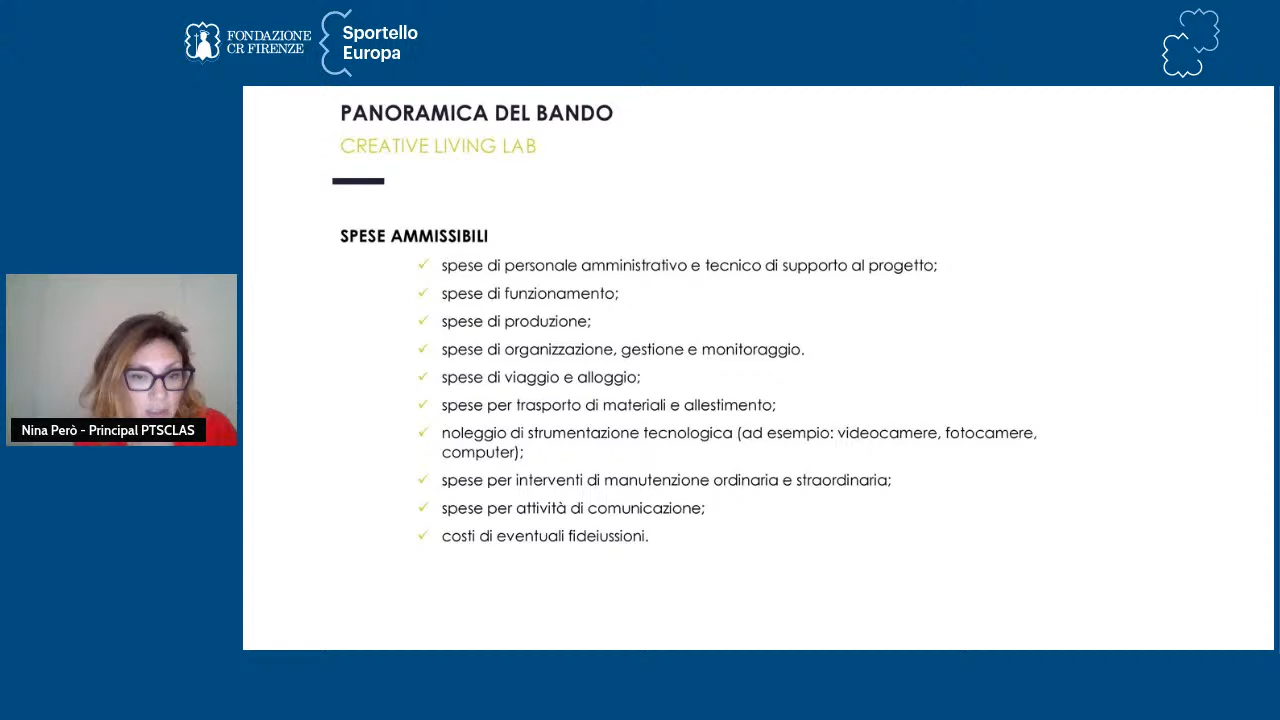 FONDAZIONE
CR FIRENZE
Sportello
Europa
PANORAMICA DEL BANDO
CREATIVE LIVING LAB
SPESE AMMISSIBILI
✓ spese di personale amministrativo e tecnico di supporto al progetto;
✓ spese di funzionamento;
✓ spese di produzione;
✓ spese di organizzazione, gestione e monitoraggio.
✓ spese di viaggio e alloggio;
✓ spese per trasporto di materiali e allestimento;
✓ noleggio di strumentazione tecnologica (ad esempio: videocamere, fotocamere,
computer);
✓ spese per interventi di manutenzione ordinaria e straordinaria;
✓ spese per attività di comunicazione;
✓ costi di eventuali fideiussioni.
Nina Però - Principal PTSCLAS